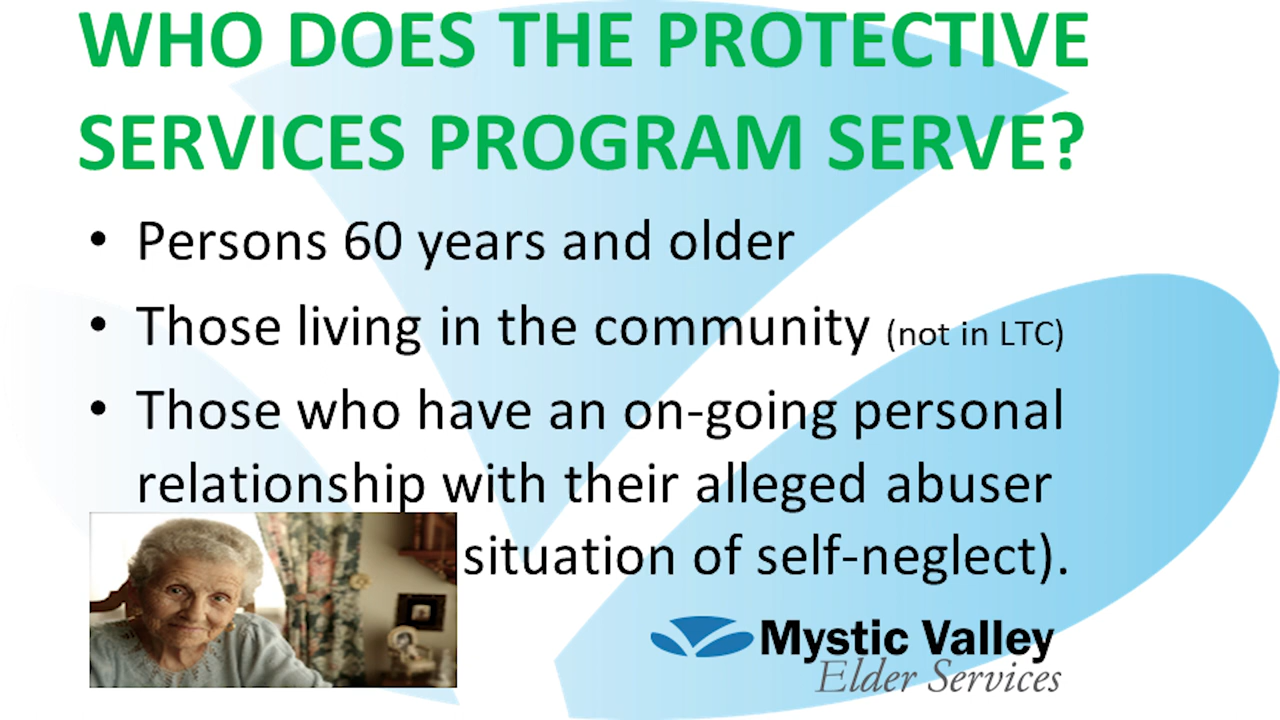 WHO DOES THE PROTECTIVE
SERVICES PROGRAM SERVE?
• Persons 60 years and older
• Those living in the community (not in LTC)
• Those who have an on-going personal
relationship with their alleged abuser
situation of self-neglect).
Mystic Valley
Elder Services